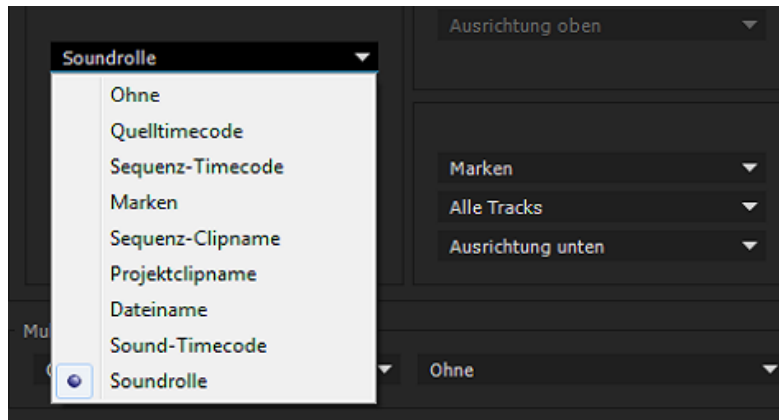 Ausrichtung oben
Soundrolle
Ohne
Quelltimecode
Sequenz-Timecode
Marken
Sequenz-Clipname
Projektclipname
Dateiname
Sound-Timecode
Soundrolle
Marken
Alle Tracks
Ausrichtung unten
Ohne